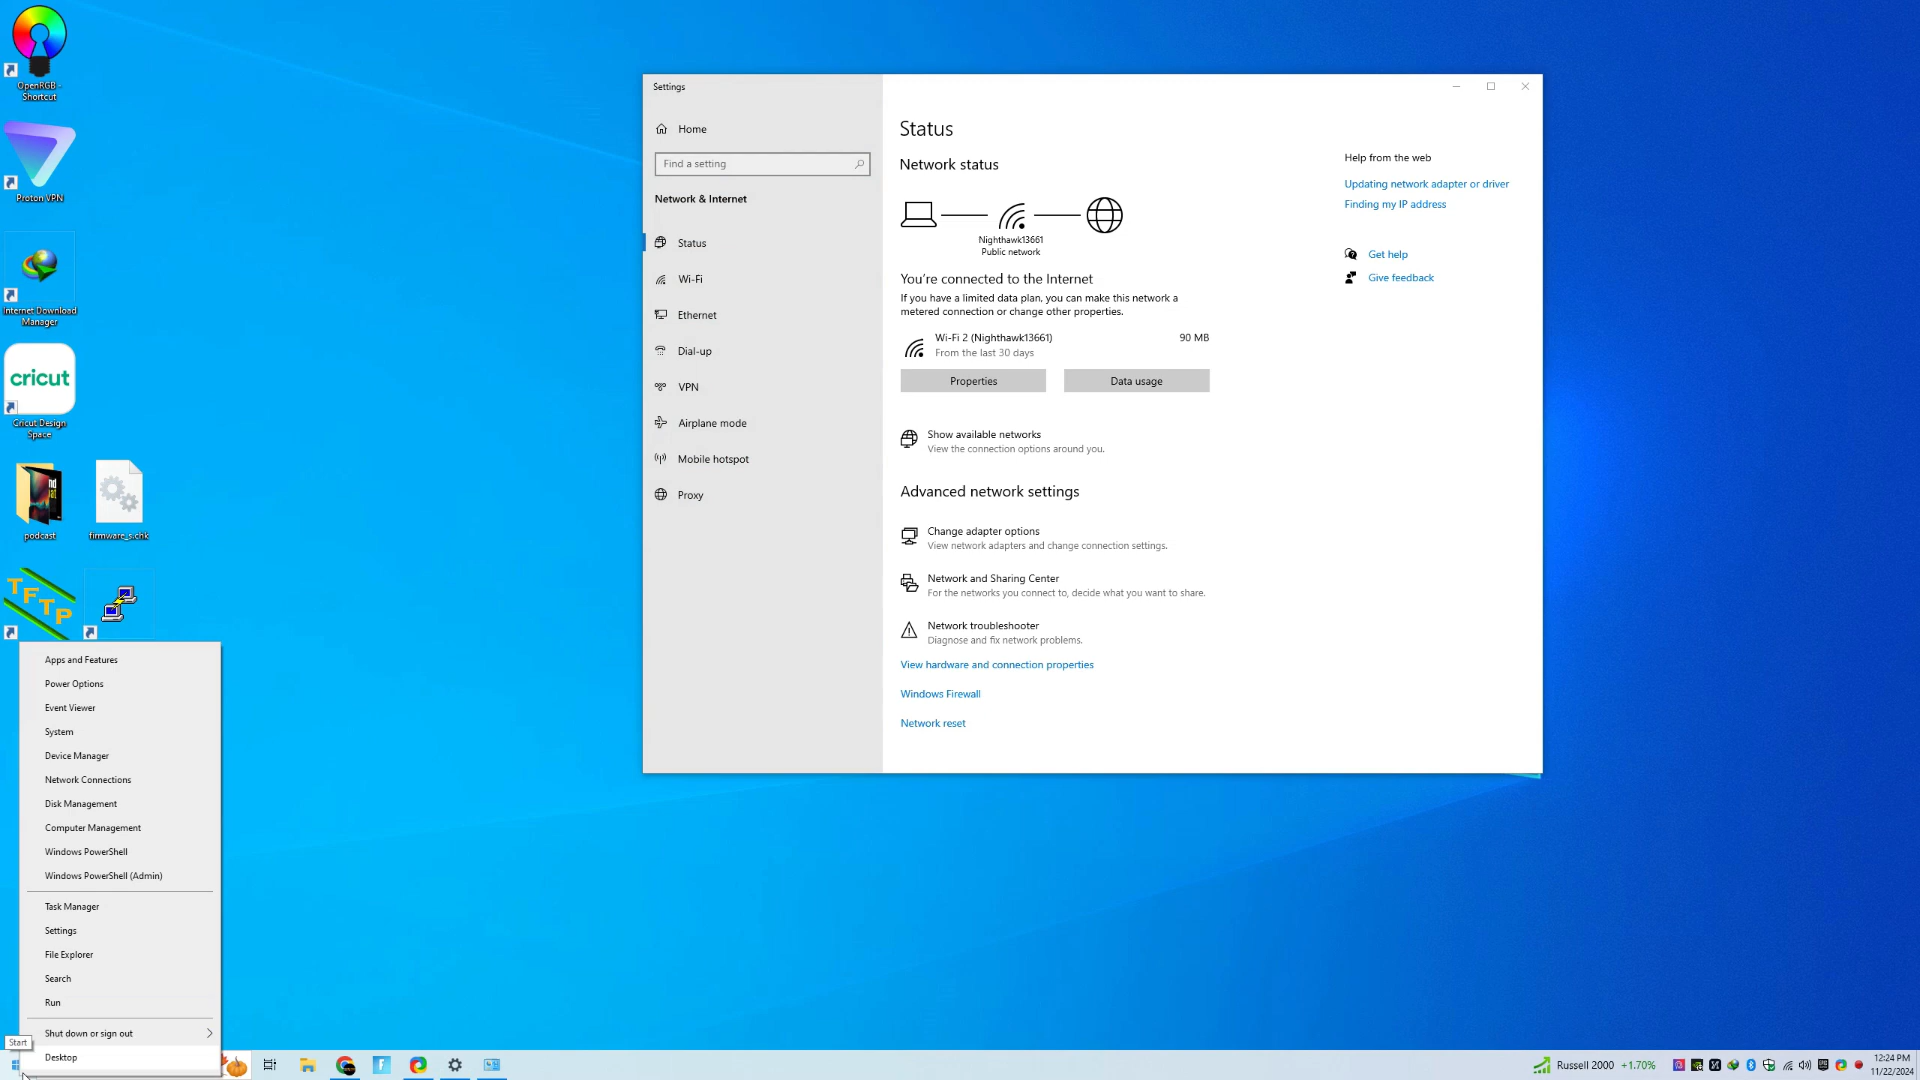 OpenRGB -
Shortcut
Proton VPN
Internet Download
Manager
cricut
Cricut Design
Space
podcast
firmware_s.chk
TFTP
Settings
Home
Find a setting
Network & Internet
Status
Wi-Fi
Ethernet
Dial-up
VPN
Airplane mode
Mobile hotspot
Proxy
Status
Network status
Nighthawk13661
Public network
You're connected to the Internet
If you have a limited data plan, you can make this network a
metered connection or change other properties.
Wi-Fi 2 (Nighthawk13661)
90 MB
From the last 30 days
Properties
Data usage
Show available networks
View the connection options around you.
Advanced network settings
Change adapter options
View network adapters and change connection settings.
Network and Sharing Center
For the networks you connect to, decide what you want to share.
Network troubleshooter
Diagnose and fix network problems.
View hardware and connection properties
Windows Firewall
Network reset
Help from the web
Updating network adapter or driver
Finding my IP address
Get help
Give feedback
Apps and Features
Power Options
Event Viewer
System
Device Manager
Network Connections
Disk Management
Computer Management
Windows PowerShell
Windows PowerShell (Admin)
Task Manager
Settings
File Explorer
Search
Run
Shut down or sign out
Desktop
Start
Russell 2000 +1.70%
12:24 PM
11/22/2024